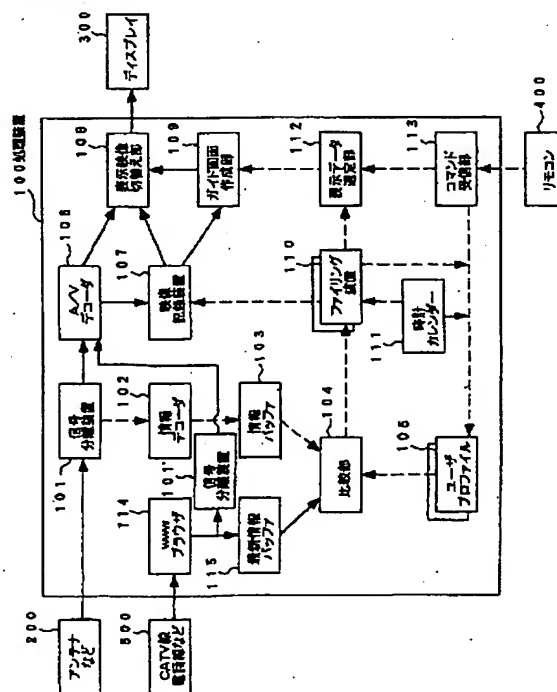 100処理装置
200
アンテナ
など
500
CATV線
電話線など
101
信号
分離装置
102
情報
デコーダ
103
情報
バッファ
114
WWW
ブラウザ
101'
信号
分離装置
115
最新情報
バッファ
104
比較部
105
ユーザ
プロファイル
106
A/V
デコーダ
107
映像
記録装置
108
表示映像
切替え部
109
ガイド画面
作成部
110
ファイリング
装置
111
時計
カレンダー
112
表示データ
選定部
113
コマンド
受信部
300
ディスプレイ
400
リモコン